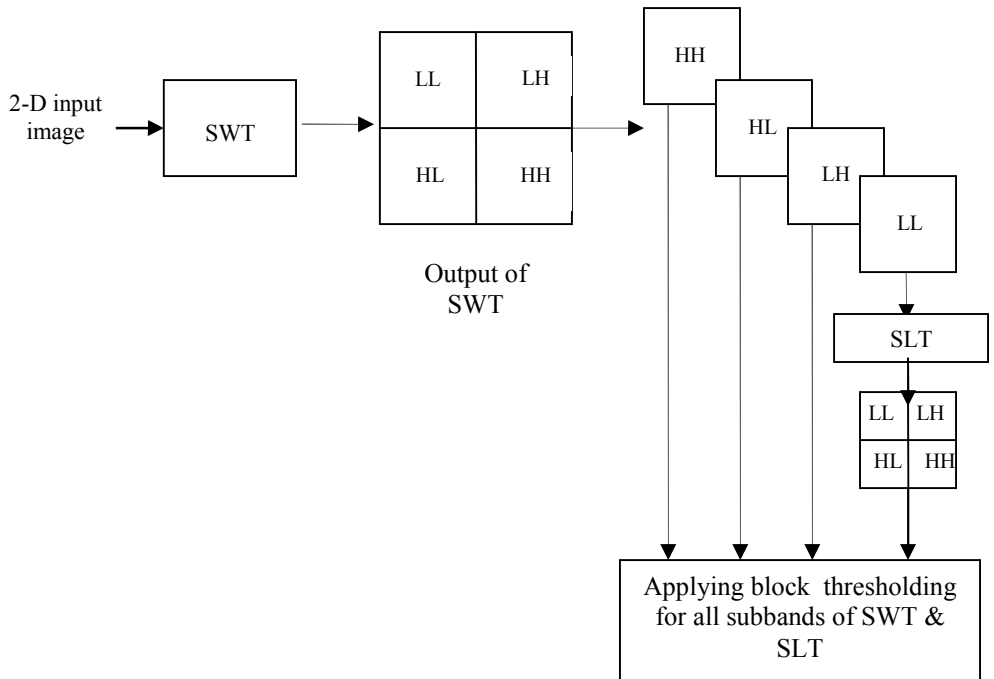 2-D input
image
SWT
LL
LH
HL
HH
Output of
SWT
HH
HL
LH
LL
SLT
LL
LH
HL
HH
Applying block thresholding
for all subbands of SWT &
SLT